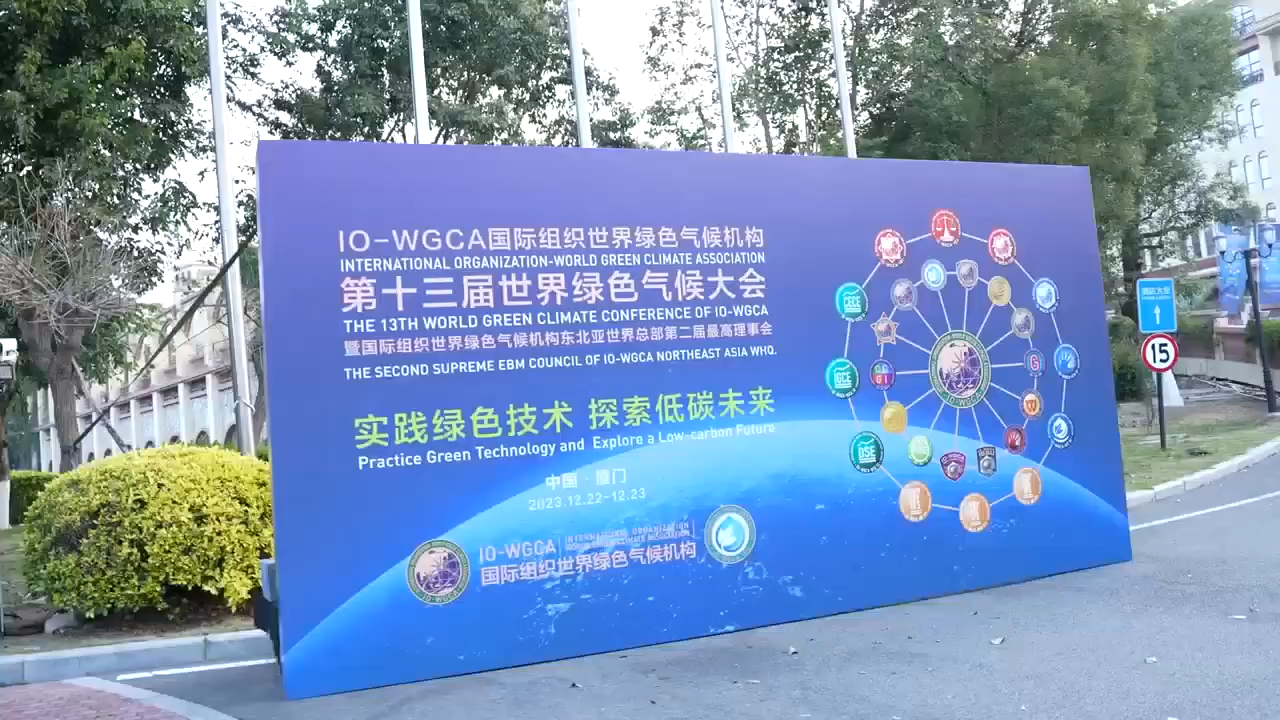 IO-WGCA国际组织世界绿色气候机构
INTERNATIONAL ORGANIZATION-WORLD GREEN CLIMATE ASSOCIATION
第十三届世界绿色气候大会
THE 13TH WORLD GREEN CLIMATE CONFERENCE OF IO-WGCA
暨国际组织世界绿色气候机构东北亚世界总部第二届最高理事会
THE SECOND SUPREME EBM COUNCIL OF IO-WGCA NORTHEAST ASIA WHQ.
实践绿色技术 探索低碳未来
Practice Green Technology and Explore a Low-carbon Future
中国·厦门
2023.12.22-12.23
IO-WGCA
INTERNATIONAL ORGANIZATION
WORLD GREEN CLIMATE ASSOCIATION
国际组织世界绿色气候机构
IO-WGCA
CECE
IGCE
DSE
IO-WGCA
15